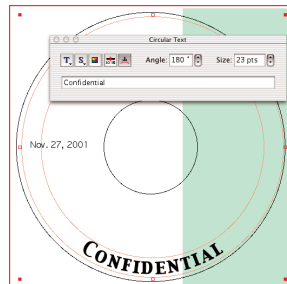 Circular Text
T S Angle: 180 ° Size: 23 pts
Confidential
Nov. 27, 2001
CONFIDENTIAL